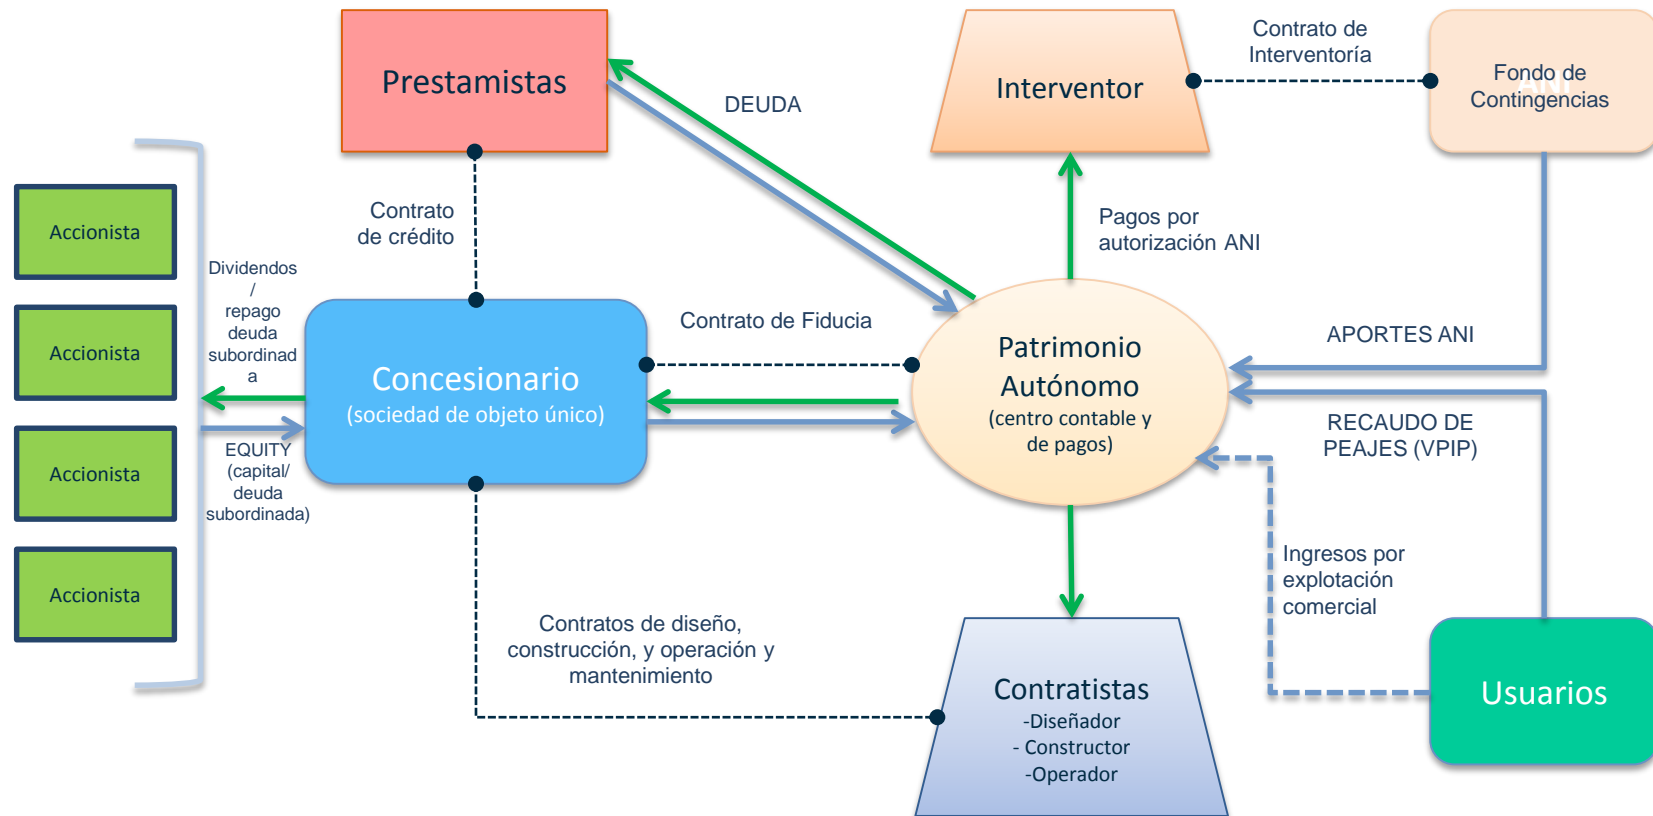 Prestamistas
DEUDA
Interventor
Contrato de
Interventoría
ANI
Fondo de
Contingencias
Accionista
Accionista
Accionista
Accionista
Contrato
de crédito
Pagos por
autorización ANI
Dividendos
/
repago
deuda
subordinad
a
EQUITY
(capital/
deuda
subordinada)
Concesionario
(sociedad de objeto único)
Contrato de Fiducia
Patrimonio
Autónomo
(centro contable y
de pagos)
APORTES ANI
RECAUDO DE
PEAJES (VPIP)
Ingresos por
explotación
comercial
Contratos de diseño,
construcción, y operación y
mantenimiento
Contratistas
-Diseñador
- Constructor
-Operador
Usuarios